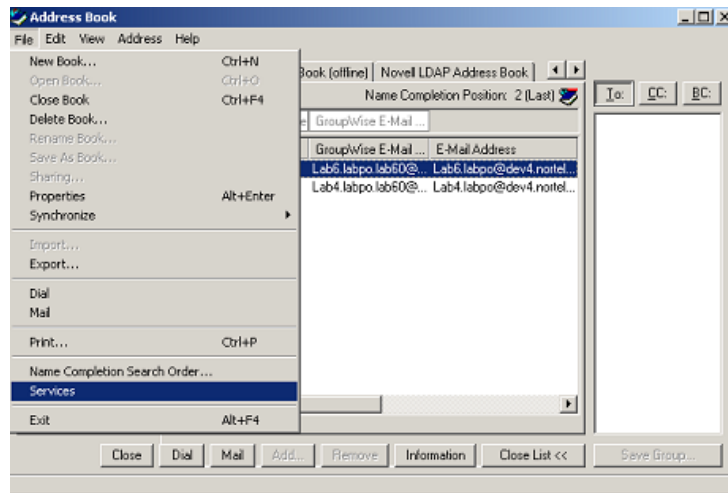 Address Book
File Edit View Address Help
New Book... Ctrl+N
Open Book... Ctrl+O
Close Book Ctrl+F4
Delete Book...
Rename Book...
Save As Book...
Sharing...
Properties Alt+Enter
Synchronize
Import...
Export...
Dial
Mail
Print... Ctrl+P
Name Completion Search Order...
Services
Exit Alt+F4
Book (offline) Novell LDAP Address Book
Name Completion Position: 2 (Last)
GroupWise E-Mail ...
GroupWise E-Mail ... E-Mail Address
Lab6.labpo.lab60@... Lab6.labpo@dev4.nortel...
Lab4.labpo.lab60@... Lab4.labpo@dev4.nortel...
To: CC: BC:
Close Dial Mail Add... Remove Information Close List << Save Group...